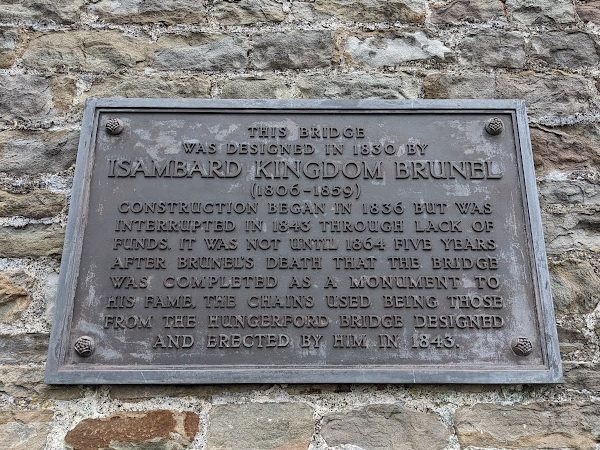 THIS BRIDGE
WAS DESIGNED IN 1830 BY
ISAMBARD KINGDOM BRUNEL
(1806-1859)
CONSTRUCTION BEGAN IN 1836 BUT WAS
INTERRUPTED IN 1843 THROUGH LACK OF
FUNDS. IT WAS NOT UNTIL 1864 FIVE YEARS
AFTER BRUNEL'S DEATH THAT THE BRIDGE
WAS COMPLETED AS A MONUMENT TO
HIS FAME, THE CHAINS USED BEING THOSE
FROM THE HUNGERFORD BRIDGE DESIGNED
AND ERECTED BY HIM IN 1843.